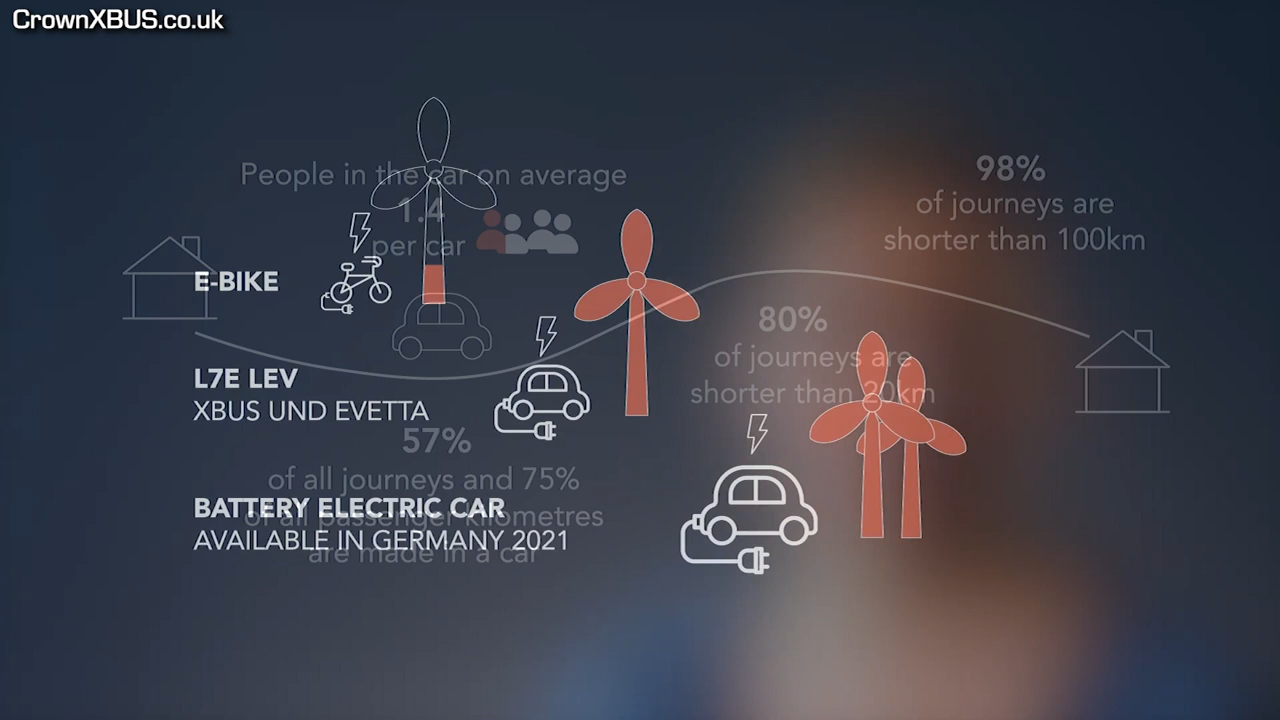 CrownXBUS.co.uk
People in the car on average
1.4
per car
98%
of journeys are
shorter than 100km
E-BIKE
80%
of journeys are
shorter than 20km
L7E LEV
XBUS UND EVETTA
57%
of all journeys and 75%
of all passenger kilometres
are made in a car
BATTERY ELECTRIC CAR
AVAILABLE IN GERMANY 2021